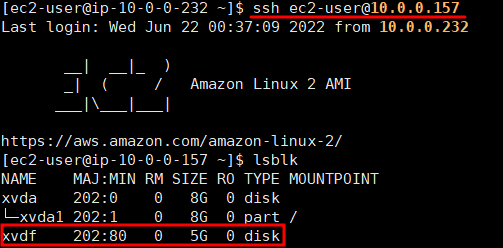 [ec2-user@ip-10-0-0-232 ~]$ ssh ec2-user@10.0.0.157
Last login: Wed Jun 22 00:37:09 2022 from 10.0.0.232
       __|  __|_  )
       _|  (     /   Amazon Linux 2 AMI
      ___|\___|___|
https://aws.amazon.com/amazon-linux-2/
[ec2-user@ip-10-0-0-157 ~]$ lsblk
NAME    MAJ:MIN RM SIZE RO TYPE MOUNTPOINT
xvda    202:0    0   8G  0 disk
└─xvda1 202:1    0   8G  0 part /
xvdf    202:80   0   5G  0 disk